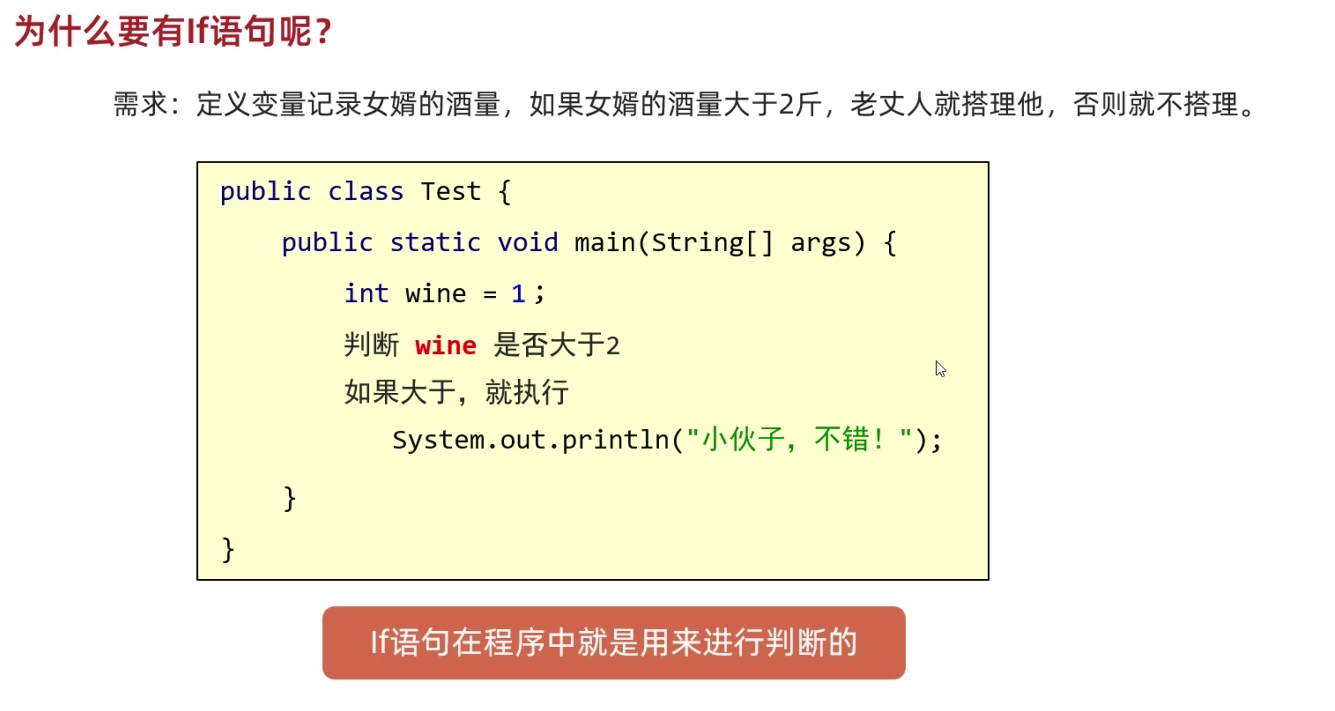 为什么要有If语句呢？
需求：定义变量记录女婿的酒量，如果女婿的酒量大于2斤，老丈人就搭理他，否则就不搭理。
public class Test {
public static void main(String[] args) {
int wine = 1;
判断 wine 是否大于2
如果大于，就执行
System.out.println("小伙子，不错！");
}
}
If语句在程序中就是用来进行判断的